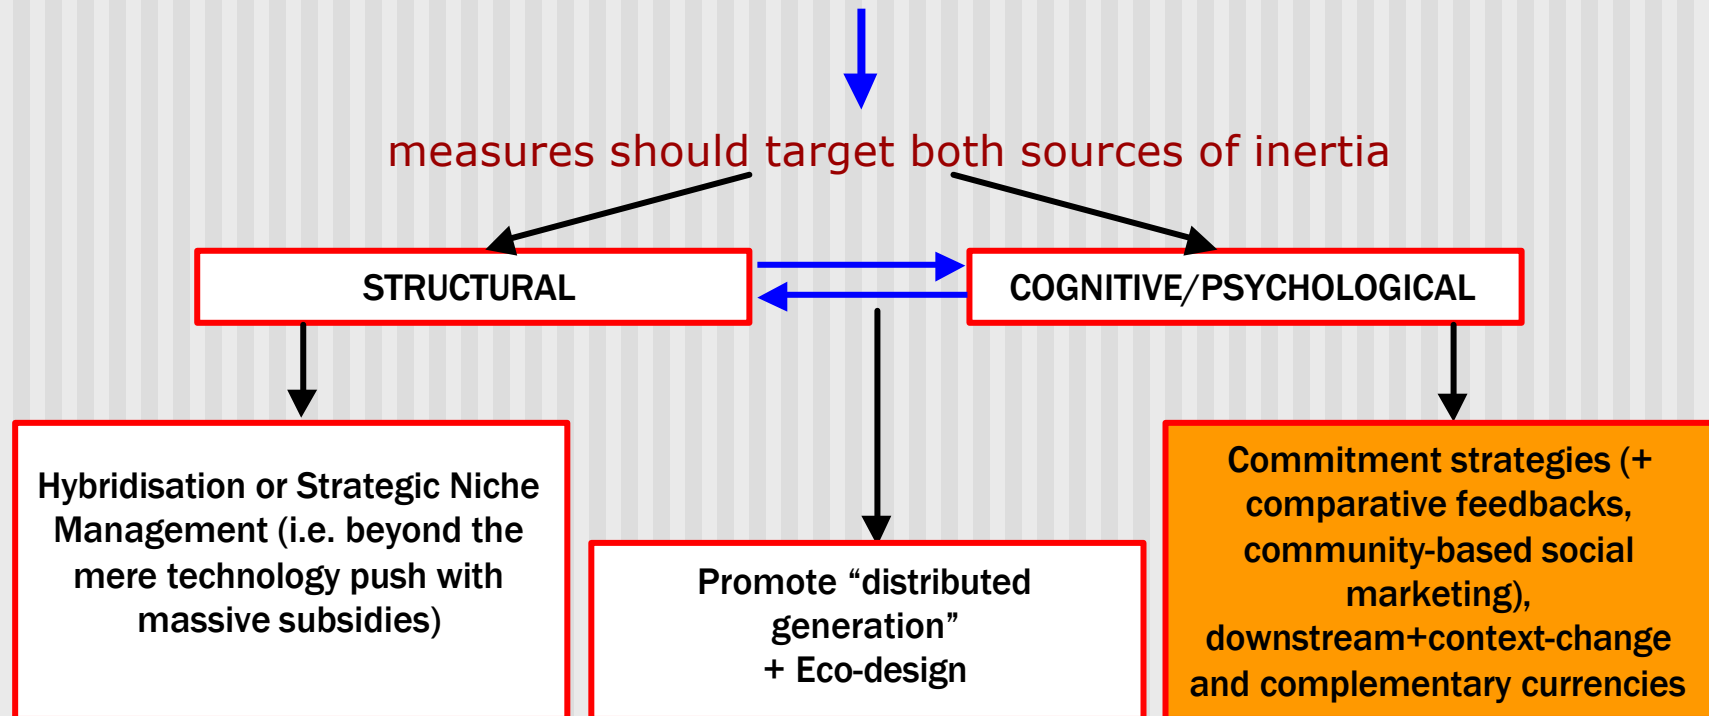 measures should target both sources of inertia
STRUCTURAL
COGNITIVE/PSYCHOLOGICAL
Hybridisation or Strategic Niche
Management (i.e. beyond the
mere technology push with
massive subsidies)
Promote “distributed
generation”
+ Eco-design
Commitment strategies (+
comparative feedbacks,
community-based social
marketing),
downstream+context-change
and complementary currencies